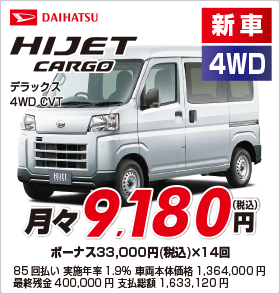 DAIHATSU
新車
HIJET
CARGO
4WD
デラックス
4WD CVT
月々9,180円(税込)
ボーナス33,000円(税込)×14回
85回払い 実施年率1.9% 車両本体価格 1,364,000円
最終残金400,000円 支払総額1,633,120円